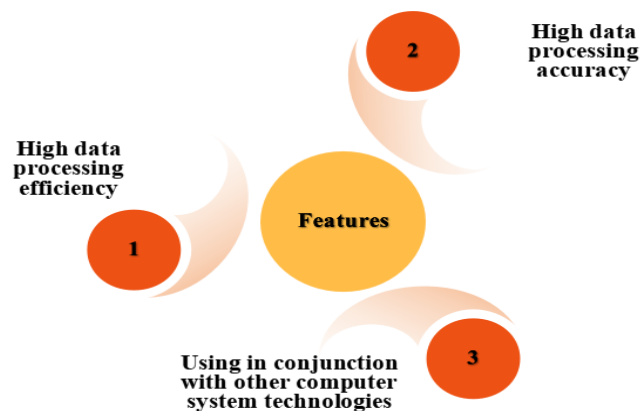 High data
processing
efficiency
1
2
High data
processing
accuracy
Features
Using in conjunction
with other computer
system technologies
3